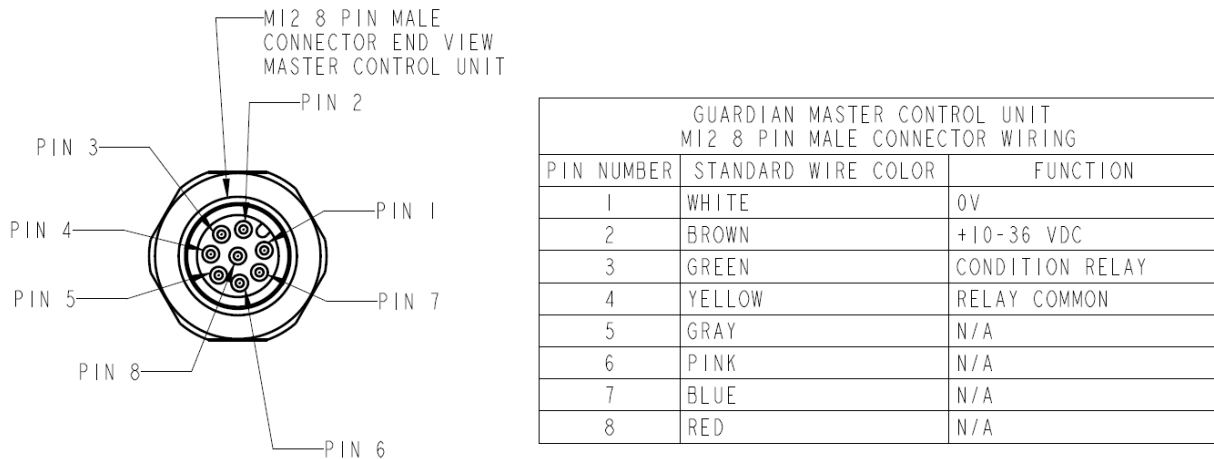 M12 8 PIN MALE
CONNECTOR END VIEW
MASTER CONTROL UNIT
PIN 2
PIN 3
PIN 1
PIN 4
PIN 5
PIN 7
PIN 8
PIN 6
GUARDIAN MASTER CONTROL UNIT
M12 8 PIN MALE CONNECTOR WIRING
PIN NUMBER STANDARD WIRE COLOR FUNCTION
1 WHITE 0V
2 BROWN +10-36 VDC
3 GREEN CONDITION RELAY
4 YELLOW RELAY COMMON
5 GRAY N/A
6 PINK N/A
7 BLUE N/A
8 RED N/A